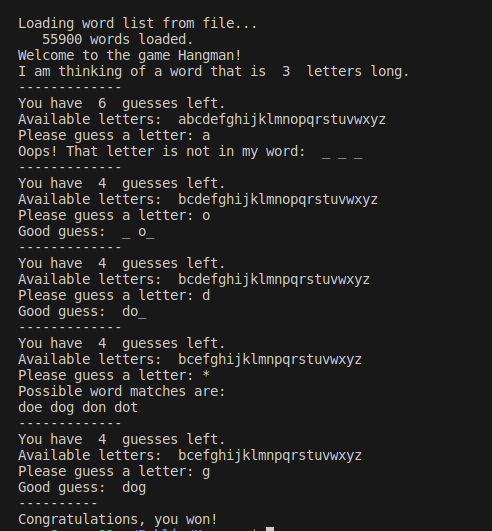 Loading word list from file...
   55900 words loaded.
Welcome to the game Hangman!
I am thinking of a word that is  3  letters long.
-------------
You have  6  guesses left.
Available letters:  abcdefghijklmnopqrstuvwxyz
Please guess a letter: a
Oops! That letter is not in my word:  _ _ _
-------------
You have  4  guesses left.
Available letters:  bcdefghijklmnopqrstuvwxyz
Please guess a letter: o
Good guess:  _ o_
-------------
You have  4  guesses left.
Available letters:  bcdefghijklmnpqrstuvwxyz
Please guess a letter: d
Good guess:  do_
-------------
You have  4  guesses left.
Available letters:  bcefghijklmnpqrstuvwxyz
Please guess a letter: *
Possible word matches are:
doe dog don dot
-------------
You have  4  guesses left.
Available letters:  bcefghijklmnpqrstuvwxyz
Please guess a letter: g
Good guess:  dog
----------
Congratulations, you won!